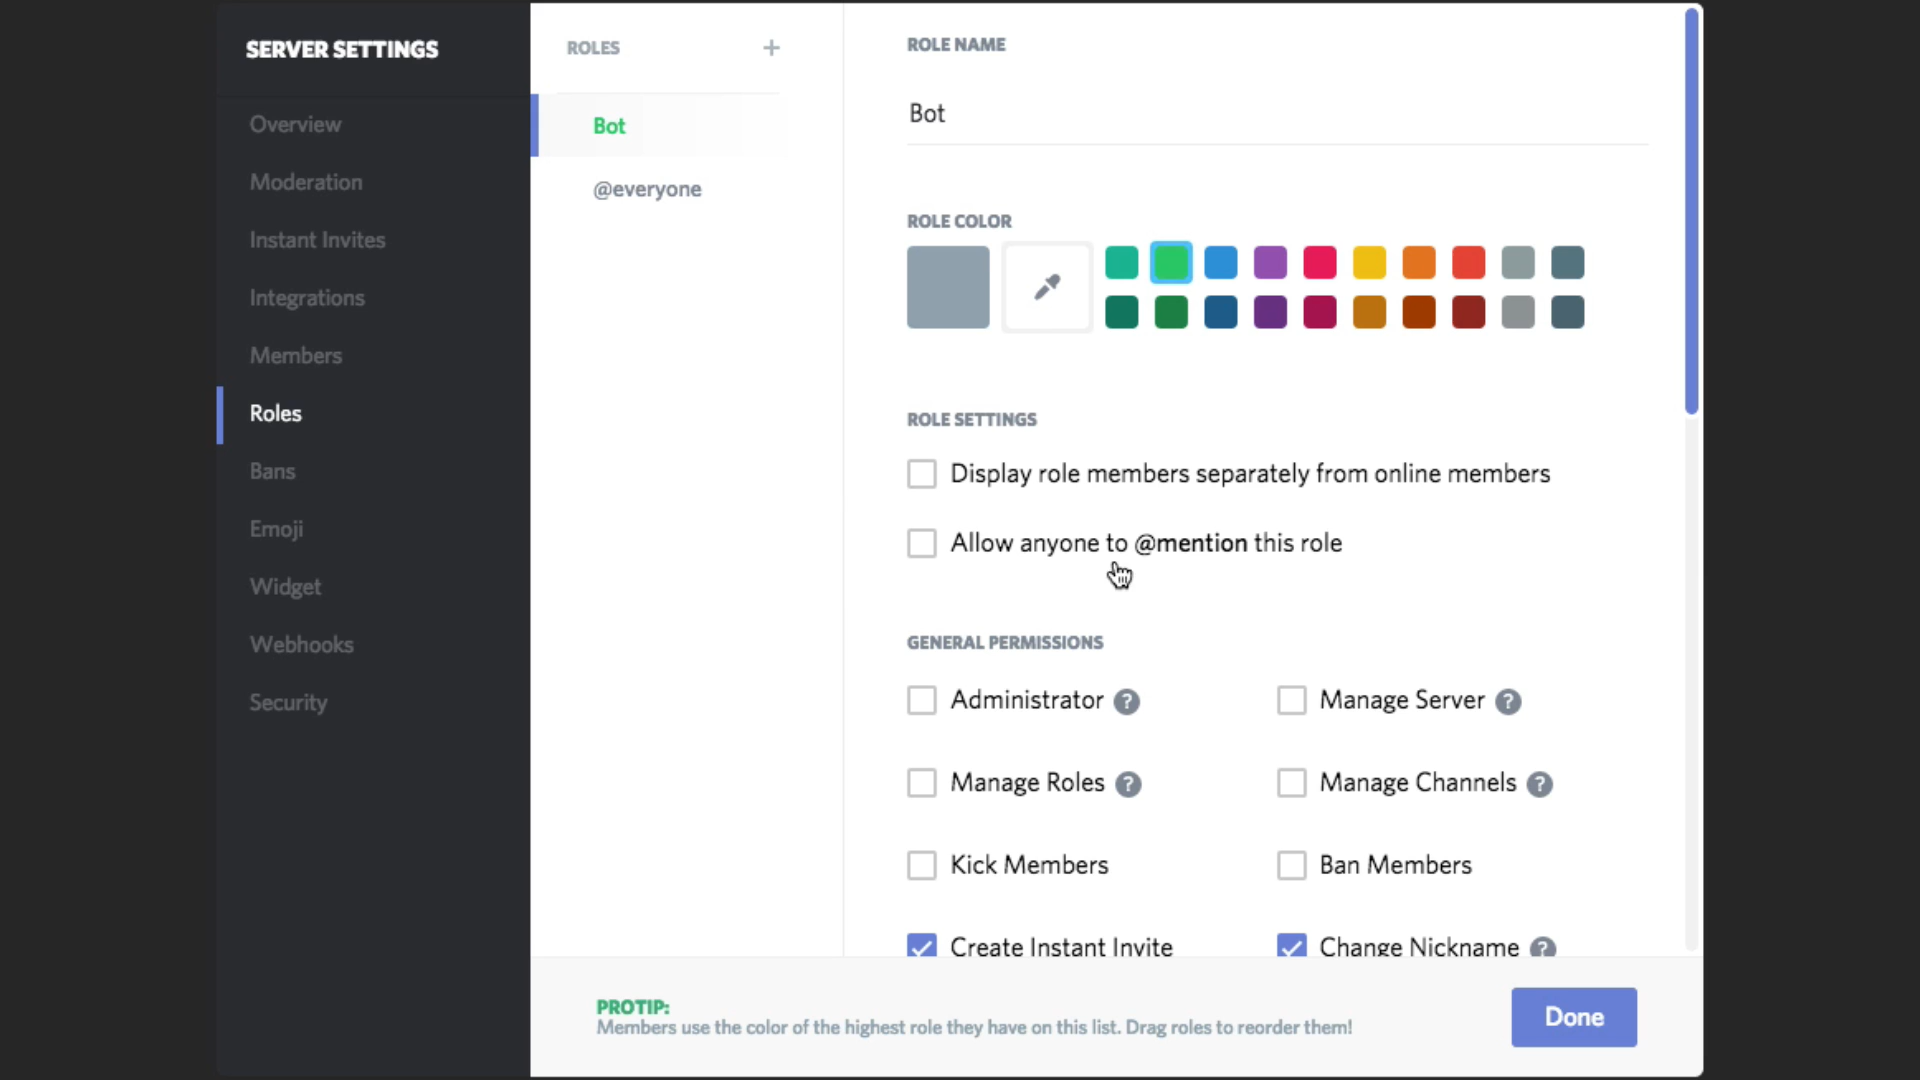 SERVER SETTINGS
Overview
Moderation
Instant Invites
Integrations
Members
Roles
Bans
Emoji
Widget
Webhooks
Security
ROLES +
Bot
@everyone
ROLE NAME
Bot
ROLE COLOR
ROLE SETTINGS
Display role members separately from online members
Allow anyone to @mention this role
GENERAL PERMISSIONS
Administrator ?
Manage Server ?
Manage Roles ?
Manage Channels ?
Kick Members
Ban Members
Create Instant Invite
Change Nickname ?
PROTIP:
Members use the color of the highest role they have on this list. Drag roles to reorder them!
Done